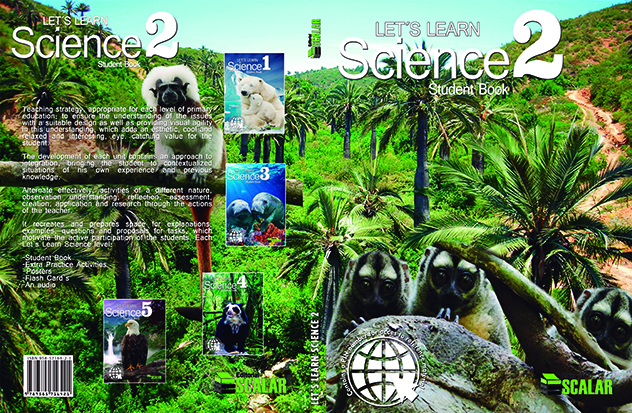 LET'S LEARN
Science 2
Student Book
Teaching strategy, appropriate for each level of primary
education; to ensure the understanding of the issues
with a suitable design as well as providing visual agility
to this understanding, which adda an esthetic, cool and
relaxed and interesting, eye, catching value for the
student.
The development of each unit contains an approach to
integration, bringing the student to contextualized
situations of his own experience and previous
knowledge.
Alternate effectively, activities of a different nature,
observation understanding, reflection, assessment,
creation, application and research through the actions
of the teacher.
If recreates and prepares space for explanations,
examples, questions and proposals for tasks, which
motivate the active participation of the students. Each
Let´s Learn Science level:
-Student Book
-Extra Practice Activities
-Posters
-Flash Card´s
-An audio
Science 1
Science 3
Science 4
Science 5
SCALAR
LET´S LEARN SCIENCE 2
SCALAR
LET´S LEARN
Science 2
Student Book
SCALAR